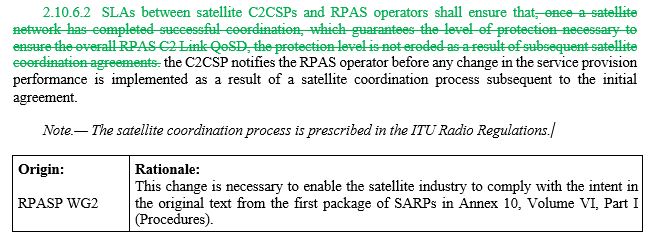 2.10.6.2 SLAs between satellite C2CSPs and RPAS operators shall ensure that, once a satellite
network has completed successful coordination, which guarantees the level of protection necessary to
ensure the overall RPAS C2 Link QoSD, the protection level is not eroded as a result of subsequent satellite
coordination agreements. the C2CSP notifies the RPAS operator before any change in the service provision
performance is implemented as a result of a satellite coordination process subsequent to the initial
agreement.
Note.— The satellite coordination process is prescribed in the ITU Radio Regulations.
Origin:
RPASP WG2
Rationale:
This change is necessary to enable the satellite industry to comply with the intent in
the original text from the first package of SARPs in Annex 10, Volume VI, Part I
(Procedures).